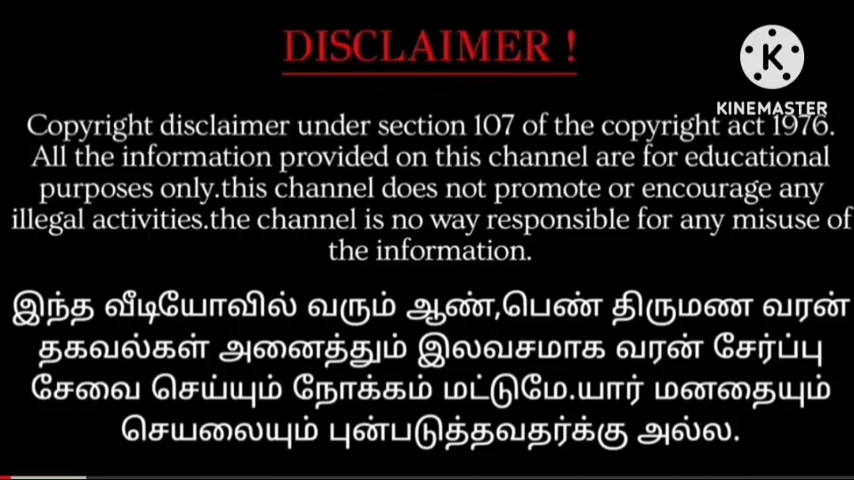 DISCLAIMER !
KINEMASTER
Copyright disclaimer under section 107 of the copyright act 1976.
All the information provided on this channel are for educational
purposes only.this channel does not promote or encourage any
illegal activities.the channel is no way responsible for any misuse of
the information.
இந்த வீடியோவில் வரும் ஆண்,பெண் திருமண வரன்
தகவல்கள் அனைத்தும் இலவசமாக வரன் சேர்ப்பு
சேவை செய்யும் நோக்கம் மட்டுமே.யார் மனதையும்
செயலையும் புன்படுத்தவதர்க்கு அல்ல.